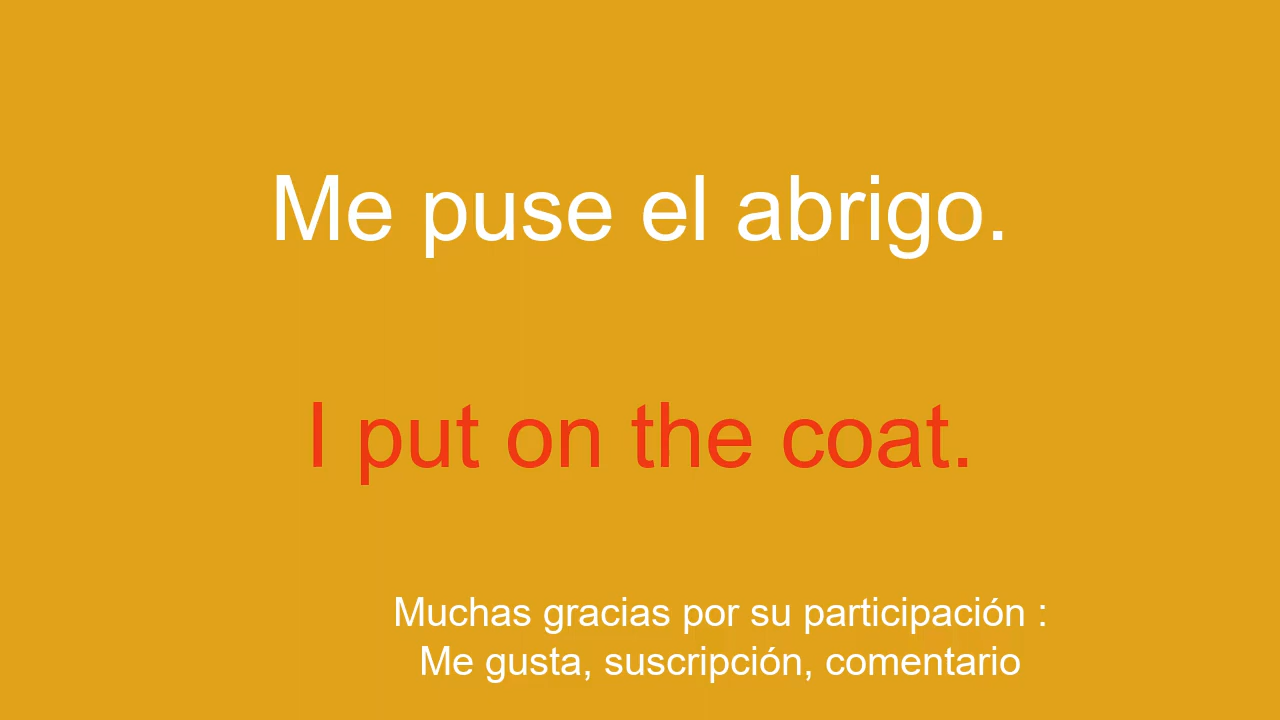 Me puse el abrigo.
I put on the coat.
Muchas gracias por su participación :
Me gusta, suscripción, comentario